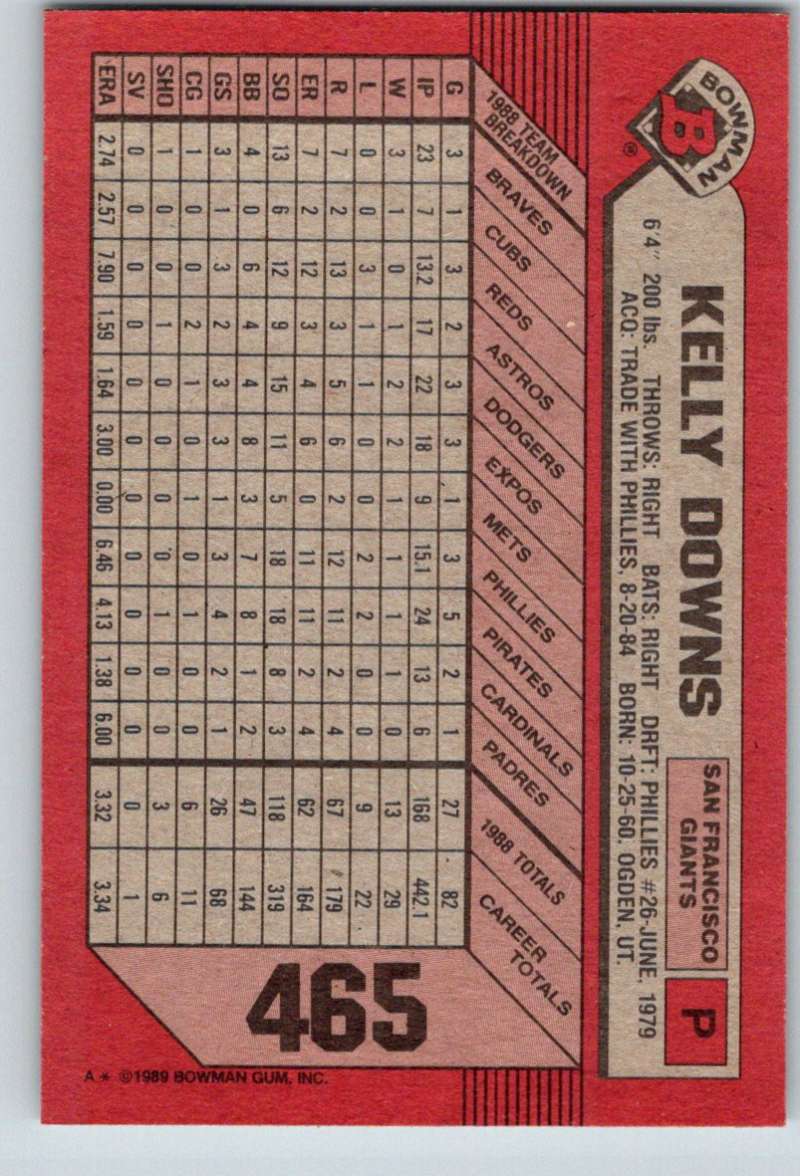 BOWMAN
B
®
KELLY DOWNS
SAN FRANCISCO
GIANTS
P
6'4" 200 lbs. THROWS: RIGHT BATS: RIGHT DRFT: PHILLIES #26-JUNE, 1979
ACQ: TRADE WITH PHILLIES, 8-20-84 BORN: 10-25-60, OGDEN, UT.
1988 TEAM
BREAKDOWN
G IP W L R ER SO BB GS CG SHO SV ERA
BRAVES 3 23 3 0 7 7 13 4 3 1 1 0 2.74
CUBS 1 7 1 0 2 2 6 0 1 0 0 0 2.57
REDS 3 13.2 0 3 13 12 12 6 3 0 0 0 7.90
ASTROS 2 17 1 1 3 3 9 4 2 2 1 0 1.59
DODGERS 3 22 2 1 5 4 15 4 3 1 0 0 1.64
EXPOS 3 18 2 0 6 6 11 8 3 0 0 0 3.00
METS 1 9 1 0 2 0 5 3 1 1 0 0 0.00
PHILLIES 3 15.1 1 2 12 11 18 7 3 0 0 0 6.46
PIRATES 5 24 1 2 11 11 18 8 4 1 1 0 4.13
CARDINALS 2 13 1 0 2 2 8 1 2 0 0 0 1.38
PADRES 1 6 0 0 4 4 3 2 1 0 0 0 6.00
1988 TOTALS 27 168 13 9 67 62 118 47 26 6 3 0 3.32
CAREER TOTALS 82 442.1 29 22 179 164 319 144 68 11 6 1 3.34
465
A * ©1989 BOWMAN GUM, INC.